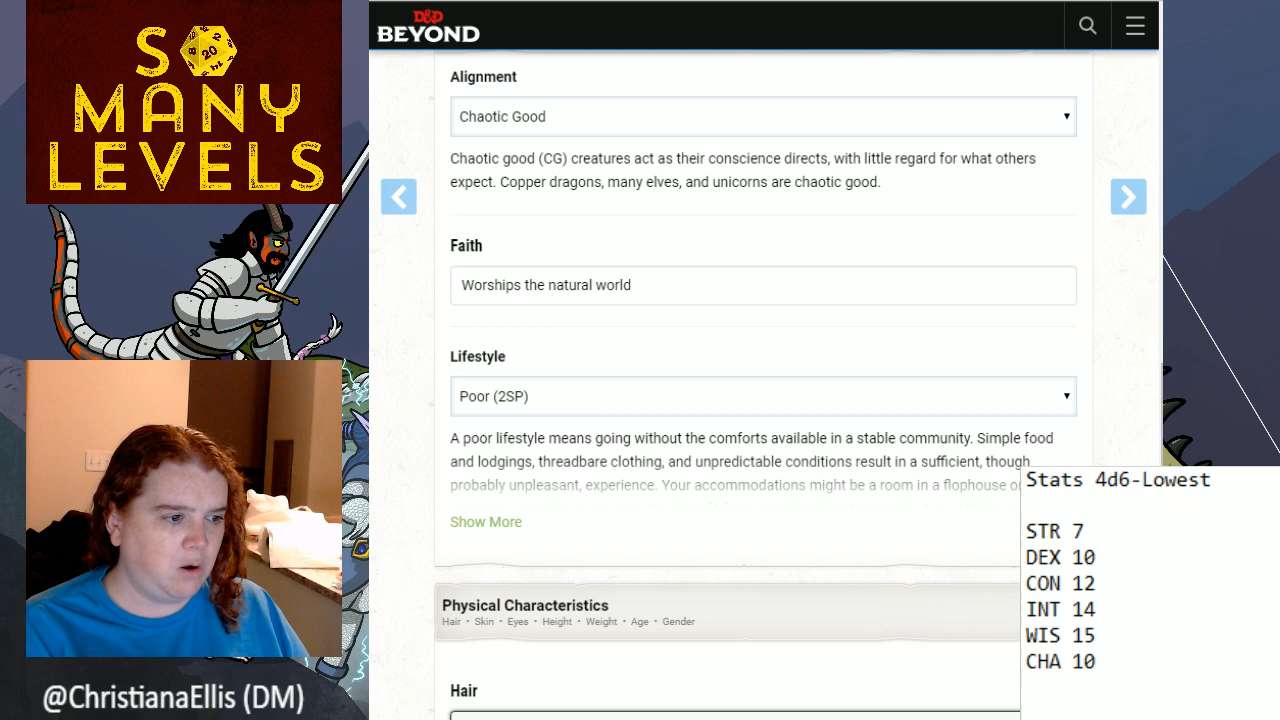 S 20
MANY
LEVELS
@ChristianaEllis (DM)
D&D
BEYOND
Alignment
Chaotic Good
Chaotic good (CG) creatures act as their conscience directs, with little regard for what others
expect. Copper dragons, many elves, and unicorns are chaotic good.
Faith
Worships the natural world
Lifestyle
Poor (2SP)
A poor lifestyle means going without the comforts available in a stable community. Simple food
and lodgings, threadbare clothing, and unpredictable conditions result in a sufficient, though
probably unpleasant, experience. Your accommodations might be a room in a flophouse or
Show More
Physical Characteristics
Hair • Skin • Eyes • Height • Weight • Age • Gender
Hair
Stats 4d6-Lowest
STR 7
DEX 10
CON 12
INT 14
WIS 15
CHA 10